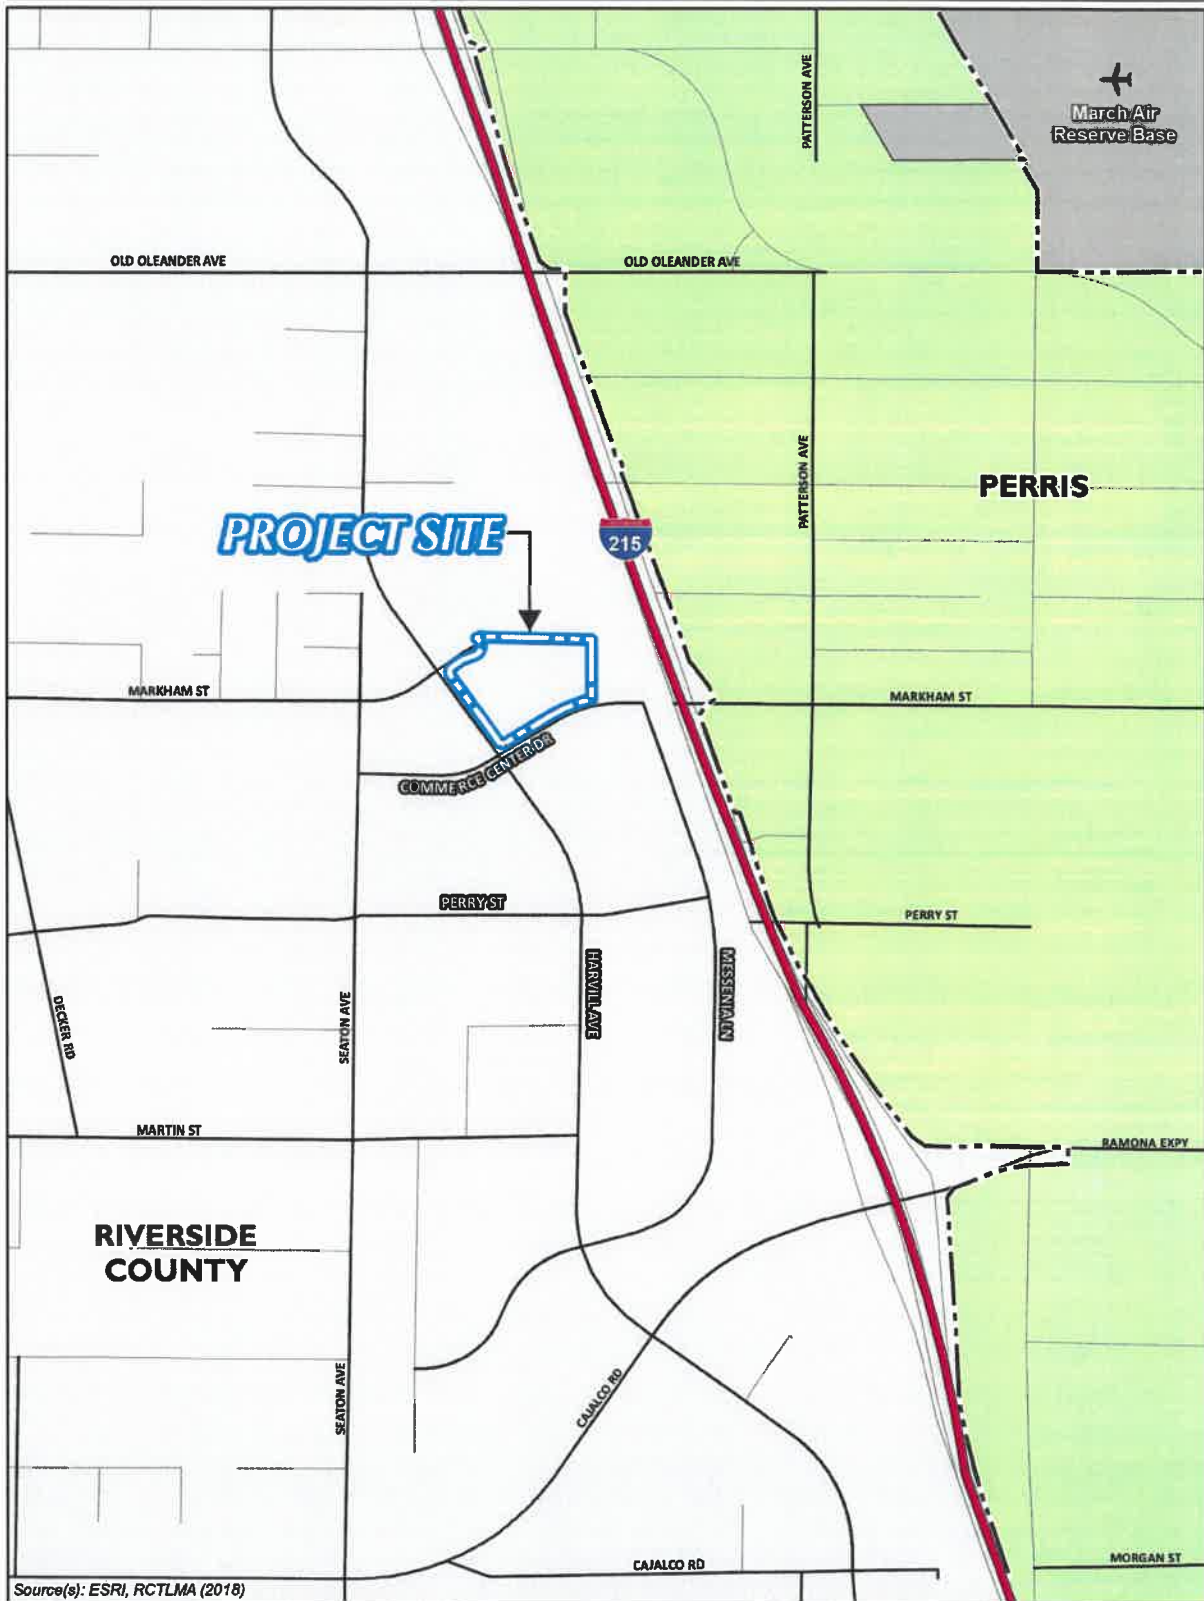 PATTERSON AVE
March Air
Reserve Base
OLD OLEANDER AVE
OLD OLEANDER AVE
PATTERSON AVE
PERRIS
PROJECT SITE
215
MARKHAM ST
MARKHAM ST
COMMERCE CENTER DR
PERRY ST
PERRY ST
HARVILL AVE
MESSENIA LN
DECKER RD
SEATON AVE
MARTIN ST
RAMONA EXPY
RIVERSIDE
COUNTY
SEATON AVE
CAJALCO RD
CAJALCO RD
MORGAN ST
Source(s): ESRI, RCTLMA (2018)